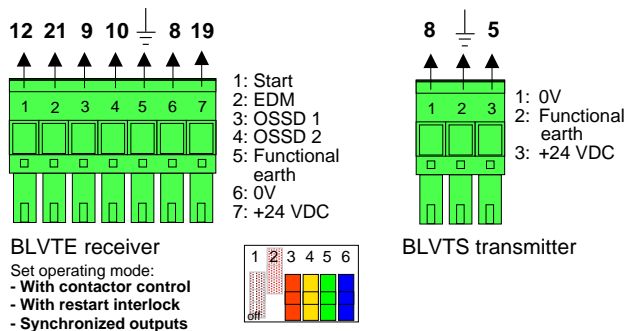 12 21 9 10 8 19
1 2 3 4 5 6 7
1: Start
2: EDM
3: OSSD 1
4: OSSD 2
5: Functional
earth
6: 0V
7: +24 VDC
8 5
1 2 3
1: 0V
2: Functional
earth
3: +24 VDC
BLVTE receiver
Set operating mode:
- With contactor control
- With restart interlock
- Synchronized outputs
1 2 3 4 5 6
off
BLVTS transmitter